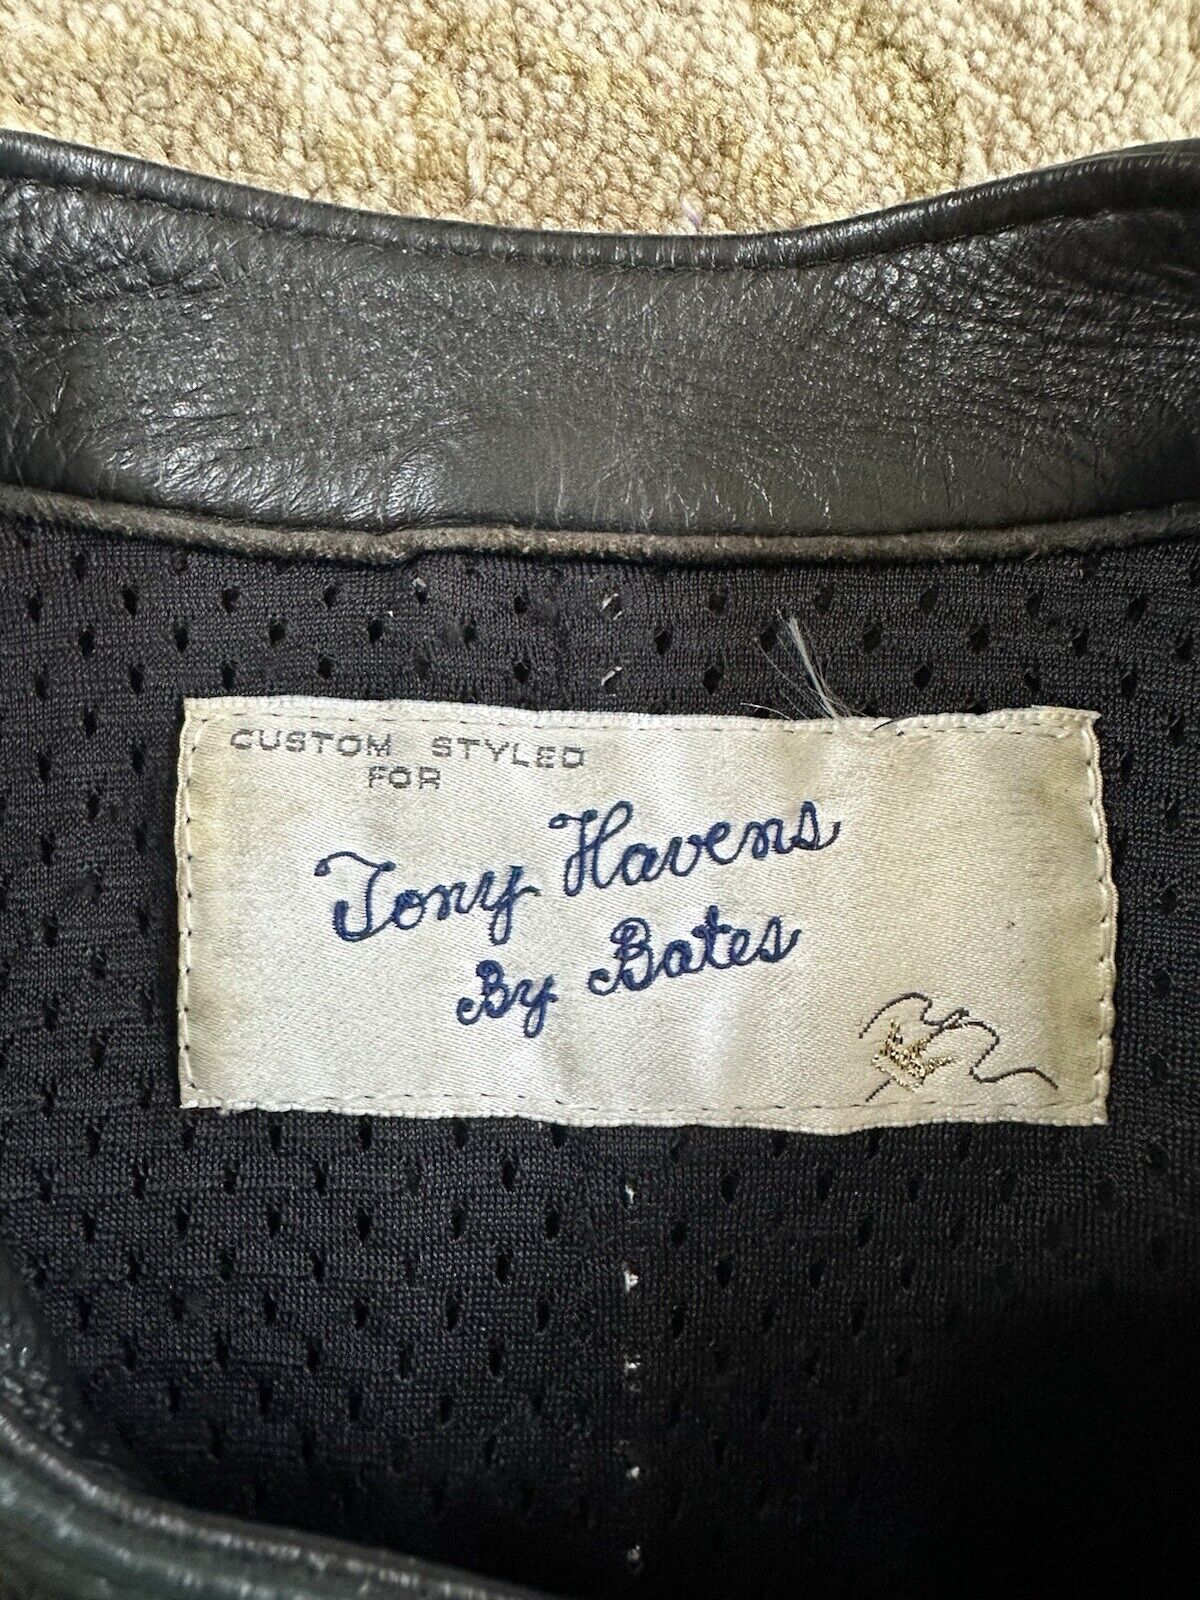 CUSTOM STYLED
FOR
Tony Havens
By Bates